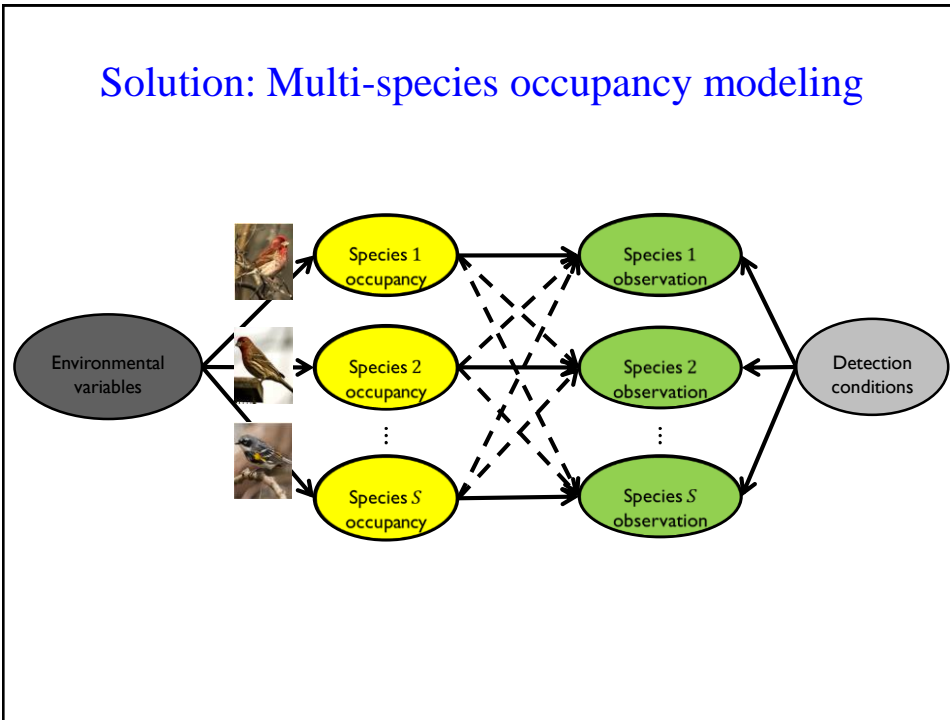 Solution: Multi-species occupancy modeling
Species 1
occupancy
Species 1
observation
Environmental
variables
Species 2
occupancy
Species 2
observation
Detection
conditions
⋮
⋮
Species S
occupancy
Species S
observation